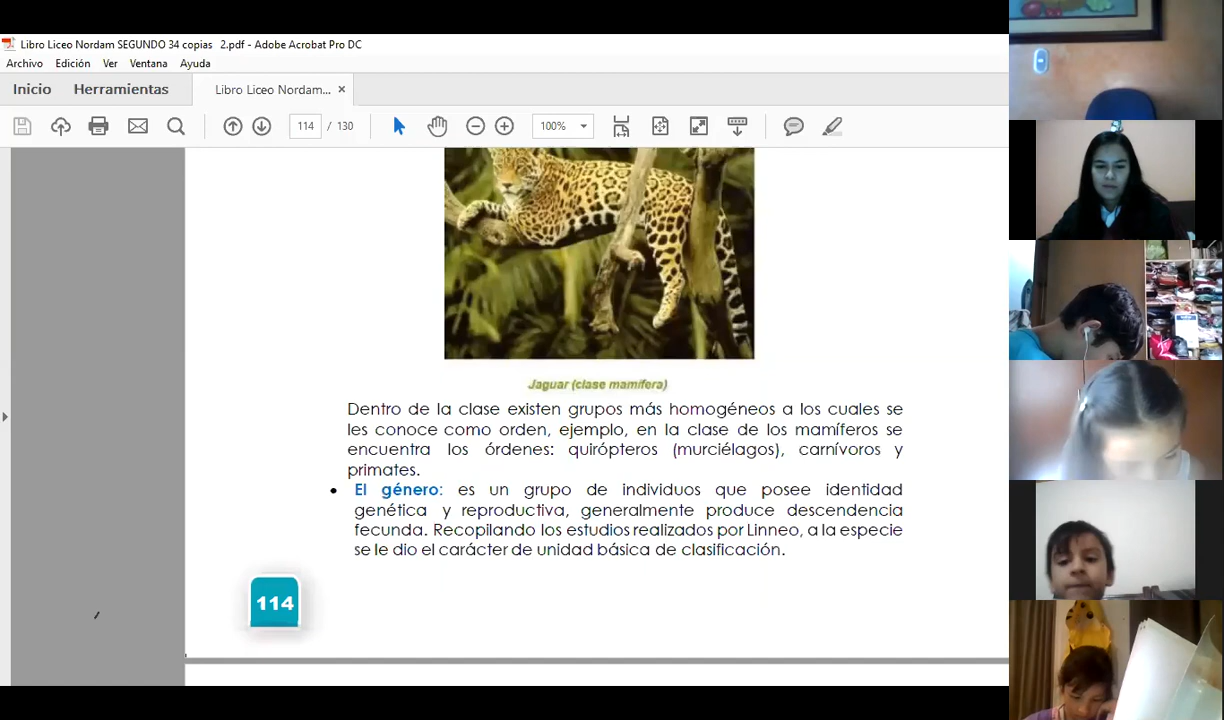 Libro Liceo Nordam SEGUNDO 34 copias 2.pdf - Adobe Acrobat Pro DC
Archivo Edición Ver Ventana Ayuda
Inicio Herramientas Libro Liceo Nordam... ×
114 / 130 100%
Jaguar (clase mamífera)
Dentro de la clase existen grupos más homogéneos a los cuales se
les conoce como orden, ejemplo, en la clase de los mamíferos se
encuentra los órdenes: quirópteros (murciélagos), carnívoros y
primates.
• El género: es un grupo de individuos que posee identidad
genética y reproductiva, generalmente produce descendencia
fecunda. Recopilando los estudios realizados por Linneo, a la especie
se le dio el carácter de unidad básica de clasificación.
114